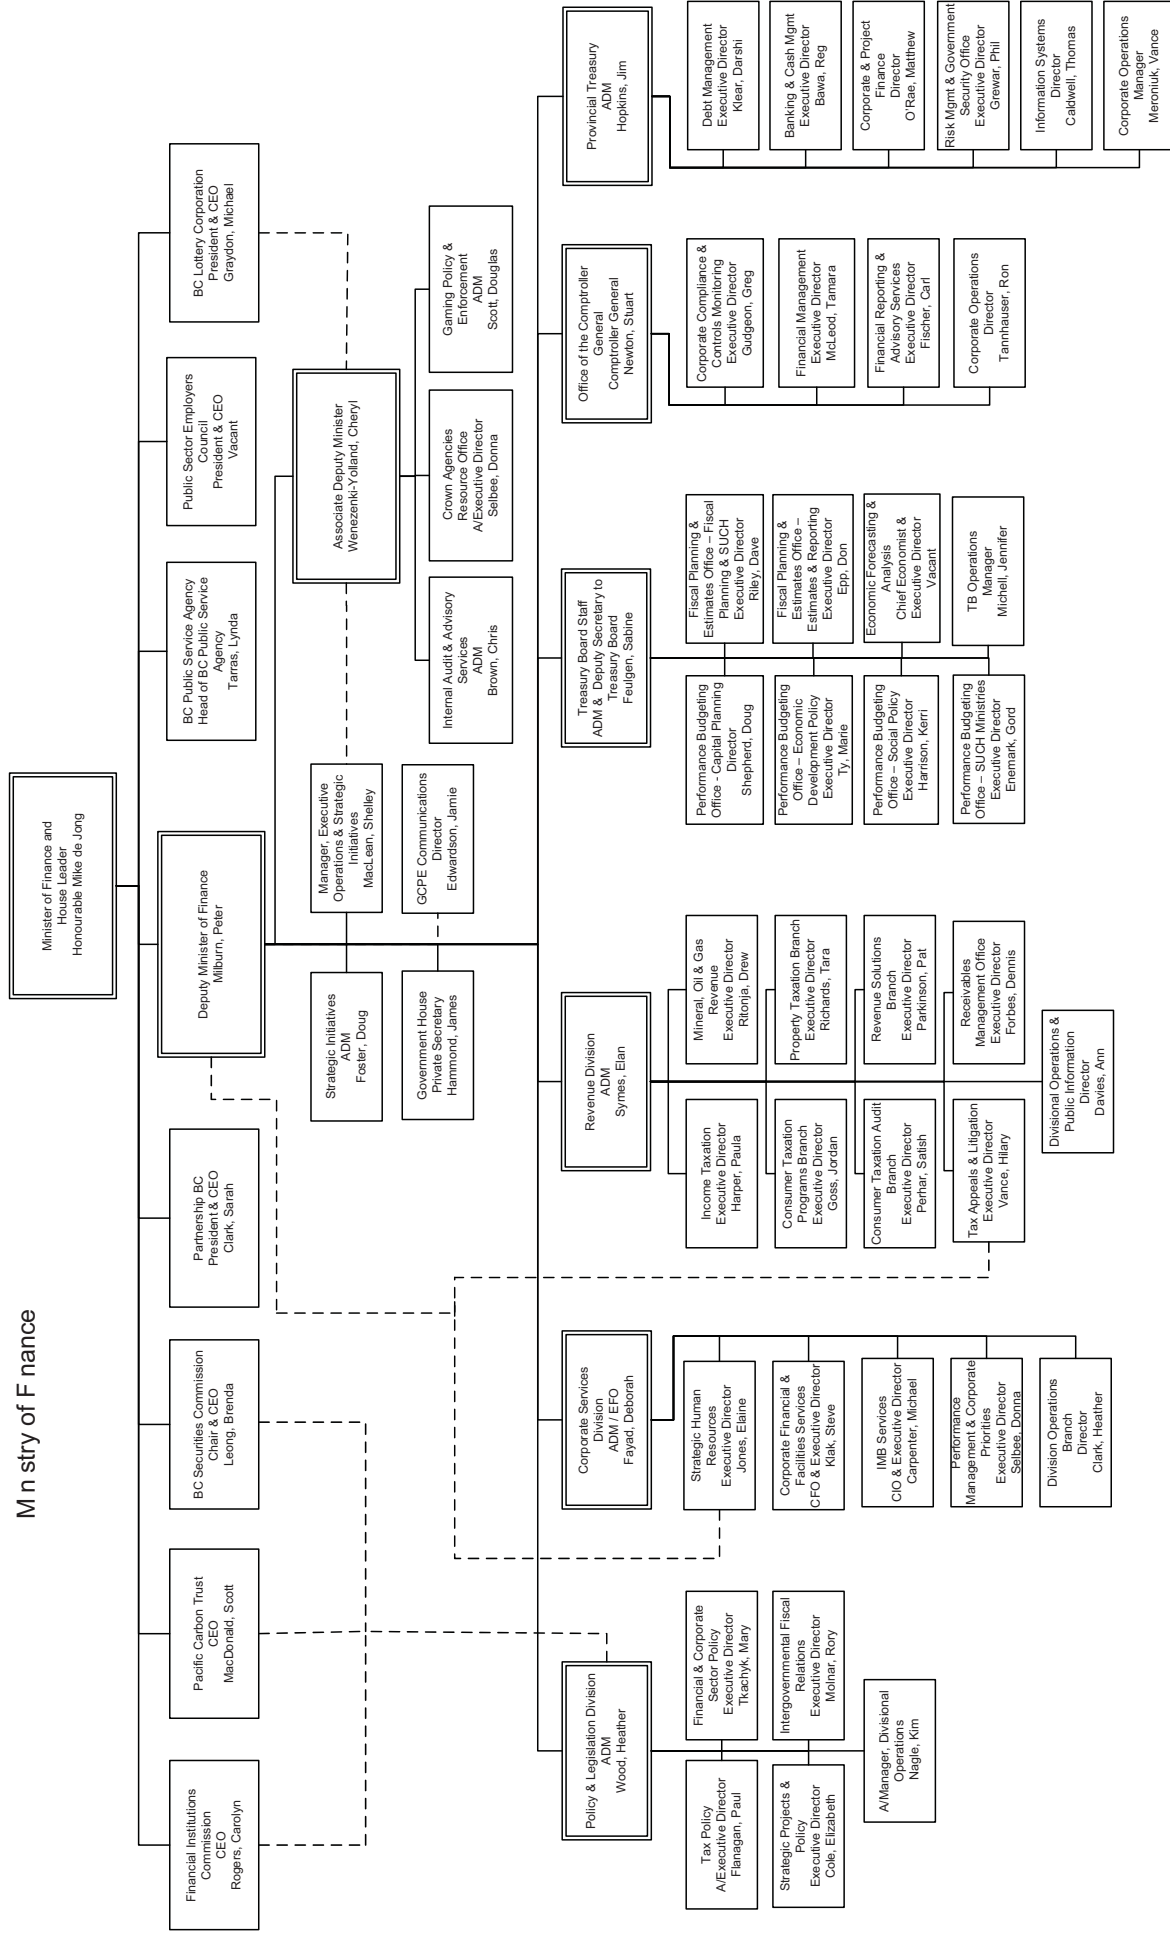 Mn stry of F nance
Minister of Finance and
House Leader
Honourable Mike de Jong
Financial Institutions
Commission
CEO
Rogers, Carolyn
Pacific Carbon Trust
CEO
MacDonald, Scott
BC Securities Commission
Chair & CEO
Leong, Brenda
Partnership BC
President & CEO
Clark, Sarah
Deputy Minister of Finance
Milburn, Peter
BC Public Service Agency
Head of BC Public Service
Agency
Tarras, Lynda
Public Sector Employers
Council
President & CEO
Vacant
BC Lottery Corporation
President & CEO
Graydon, Michael
Strategic Initiatives
ADM
Foster, Doug
Manager, Executive
Operations & Strategic
Initiatives
MacLean, Shelley
Associate Deputy Minister
Wenezenki-Yolland, Cheryl
Government House
Private Secretary
Hammond, James
GCPE Communications
Director
Edwardson, Jamie
Internal Audit & Advisory
Services
ADM
Brown, Chris
Crown Agencies
Resource Office
A/Executive Director
Selbee, Donna
Gaming Policy &
Enforcement
ADM
Scott, Douglas
Policy & Legislation Division
ADM
Wood, Heather
Corporate Services
Division
ADM / EFO
Fayad, Deborah
Revenue Division
ADM
Symes, Elan
Treasury Board Staff
ADM & Deputy Secretary to
Treasury Board
Feulgen, Sabine
Office of the Comptroller
General
Comptroller General
Newton, Stuart
Provincial Treasury
ADM
Hopkins, Jim
Tax Policy
A/Executive Director
Flanagan, Paul
Financial & Corporate
Sector Policy
Executive Director
Tkachyk, Mary
Strategic Projects &
Policy
Executive Director
Cole, Elizabeth
Intergovernmental Fiscal
Relations
Executive Director
Molnar, Rory
A/Manager, Divisional
Operations
Nagle, Kim
Strategic Human
Resources
Executive Director
Jones, Elaine
Corporate Financial &
Facilities Services
CFO & Executive Director
Klak, Steve
IMB Services
CIO & Executive Director
Carpenter, Michael
Performance
Management & Corporate
Priorities
Executive Director
Selbee, Donna
Division Operations
Branch
Director
Clark, Heather
Income Taxation
Executive Director
Harper, Paula
Mineral, Oil & Gas
Revenue
Executive Director
Ritonja, Drew
Consumer Taxation
Programs Branch
Executive Director
Goss, Jordan
Property Taxation Branch
Executive Director
Richards, Tara
Consumer Taxation Audit
Branch
Executive Director
Perhar, Satish
Revenue Solutions
Branch
Executive Director
Parkinson, Pat
Tax Appeals & Litigation
Executive Director
Vance, Hilary
Receivables
Management Office
Executive Director
Forbes, Dennis
Divisional Operations &
Public Information
Director
Davies, Ann
Performance Budgeting
Office - Capital Planning
Director
Shepherd, Doug
Fiscal Planning &
Estimates Office – Fiscal
Planning & SUCH
Executive Director
Riley, Dave
Performance Budgeting
Office – Economic
Development Policy
Executive Director
Ty, Marie
Fiscal Planning &
Estimates Office –
Estimates & Reporting
Executive Director
Epp, Don
Performance Budgeting
Office – Social Policy
Executive Director
Harrison, Kerri
Economic Forecasting &
Analysis
Chief Economist &
Executive Director
Vacant
Performance Budgeting
Office – SUCH Ministries
Executive Director
Enemark, Gord
TB Operations
Manager
Michell, Jennifer
Corporate Compliance &
Controls Monitoring
Executive Director
Gudgeon, Greg
Financial Management
Executive Director
McLeod, Tamara
Financial Reporting &
Advisory Services
Executive Director
Fischer, Carl
Corporate Operations
Director
Tannhauser, Ron
Debt Management
Executive Director
Klear, Darshi
Banking & Cash Mgmt
Executive Director
Bawa, Reg
Corporate & Project
Finance
Director
O'Rae, Matthew
Risk Mgmt & Government
Security Office
Executive Director
Grewar, Phil
Information Systems
Director
Caldwell, Thomas
Corporate Operations
Manager
Meroniuk, Vance